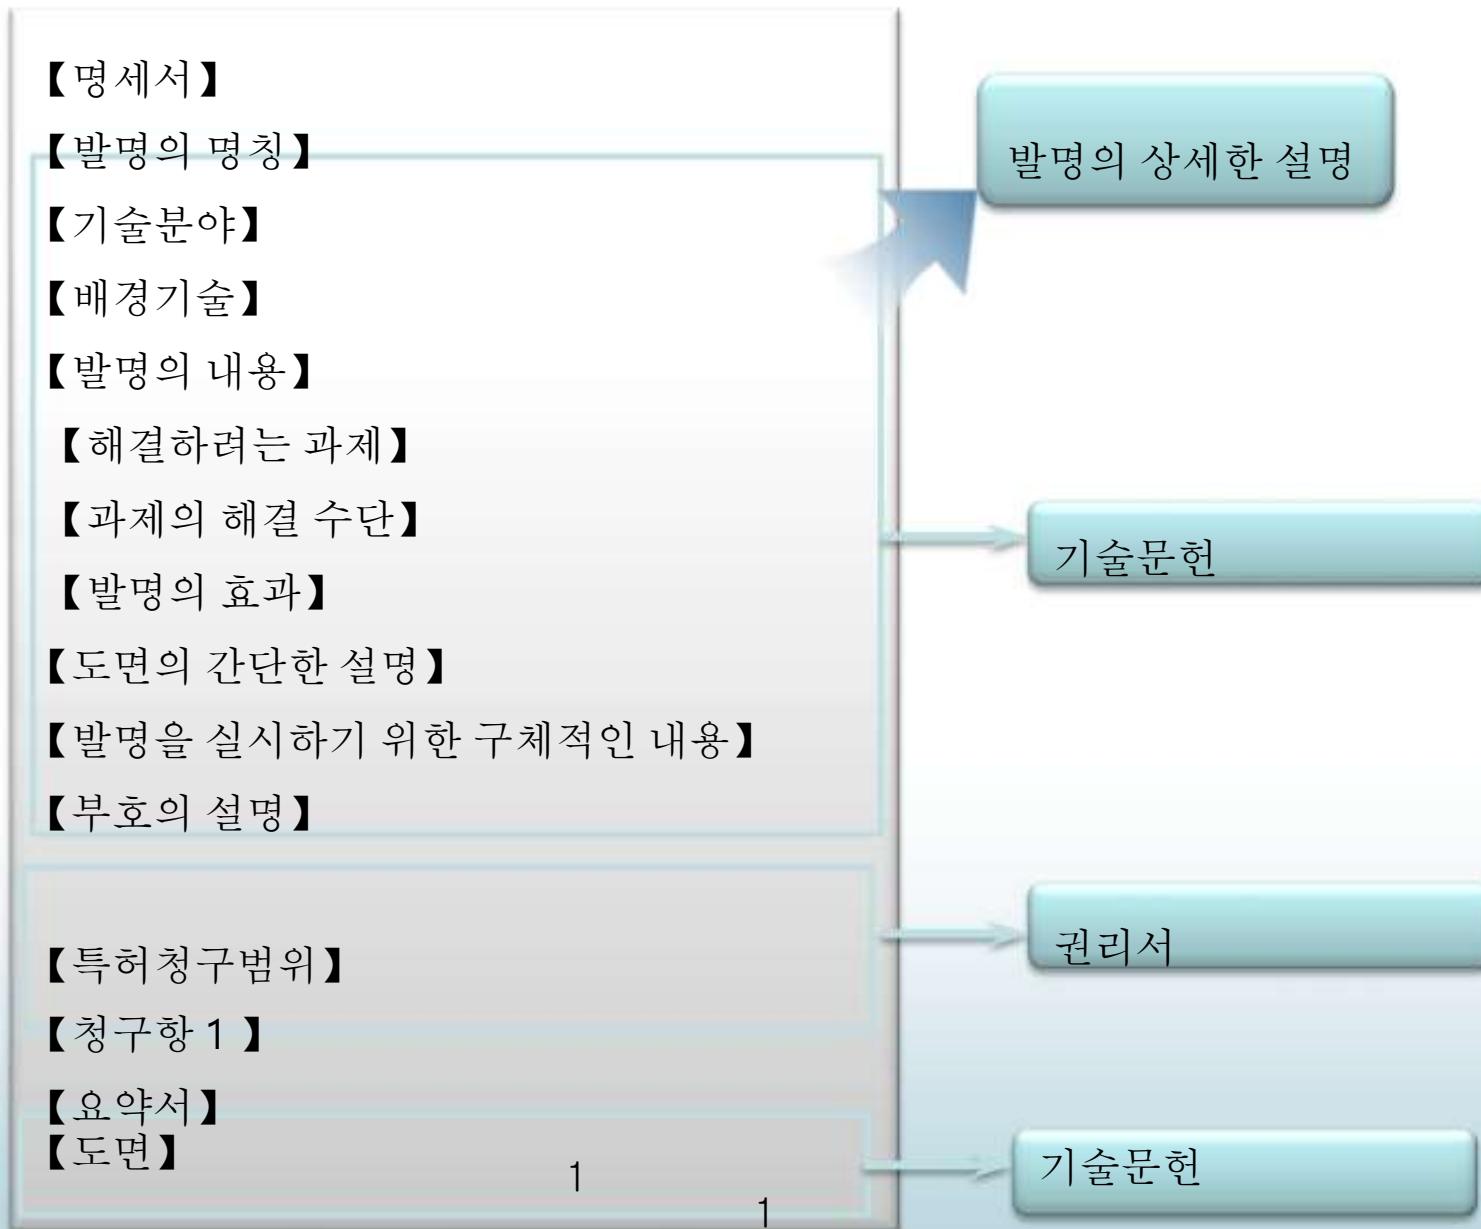 【명세서】
【발명의 명칭】
【기술분야】
【배경기술】
【발명의 내용】
【해결하려는 과제】
【과제의 해결 수단】
【발명의 효과】
【도면의 간단한 설명】
【발명을 실시하기 위한 구체적인 내용】
【부호의 설명】
【특허청구범위】
【청구항 1 】
【요약서】
【도면】
1
1
발명의 상세한 설명
기술문헌
권리서
기술문헌